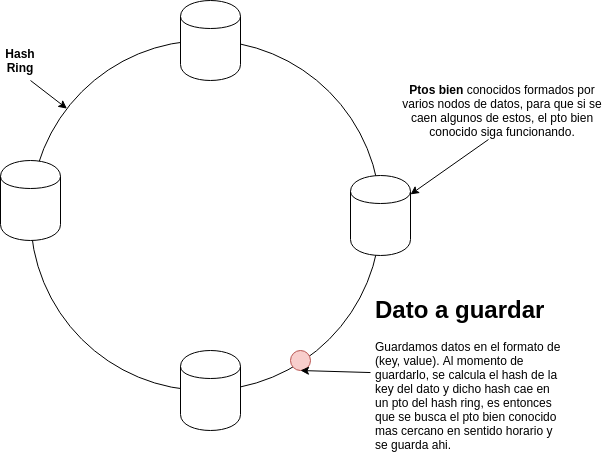 Hash
Ring
Ptos bien conocidos formados por
varios nodos de datos, para que si se
caen algunos de estos, el pto bien
conocido siga funcionando.
Dato a guardar
Guardamos datos en el formato de
(key, value). Al momento de
guardarlo, se calcula el hash de la
key del dato y dicho hash cae en
un pto del hash ring, es entonces
que se busca el pto bien conocido
mas cercano en sentido horario y
se guarda ahi.